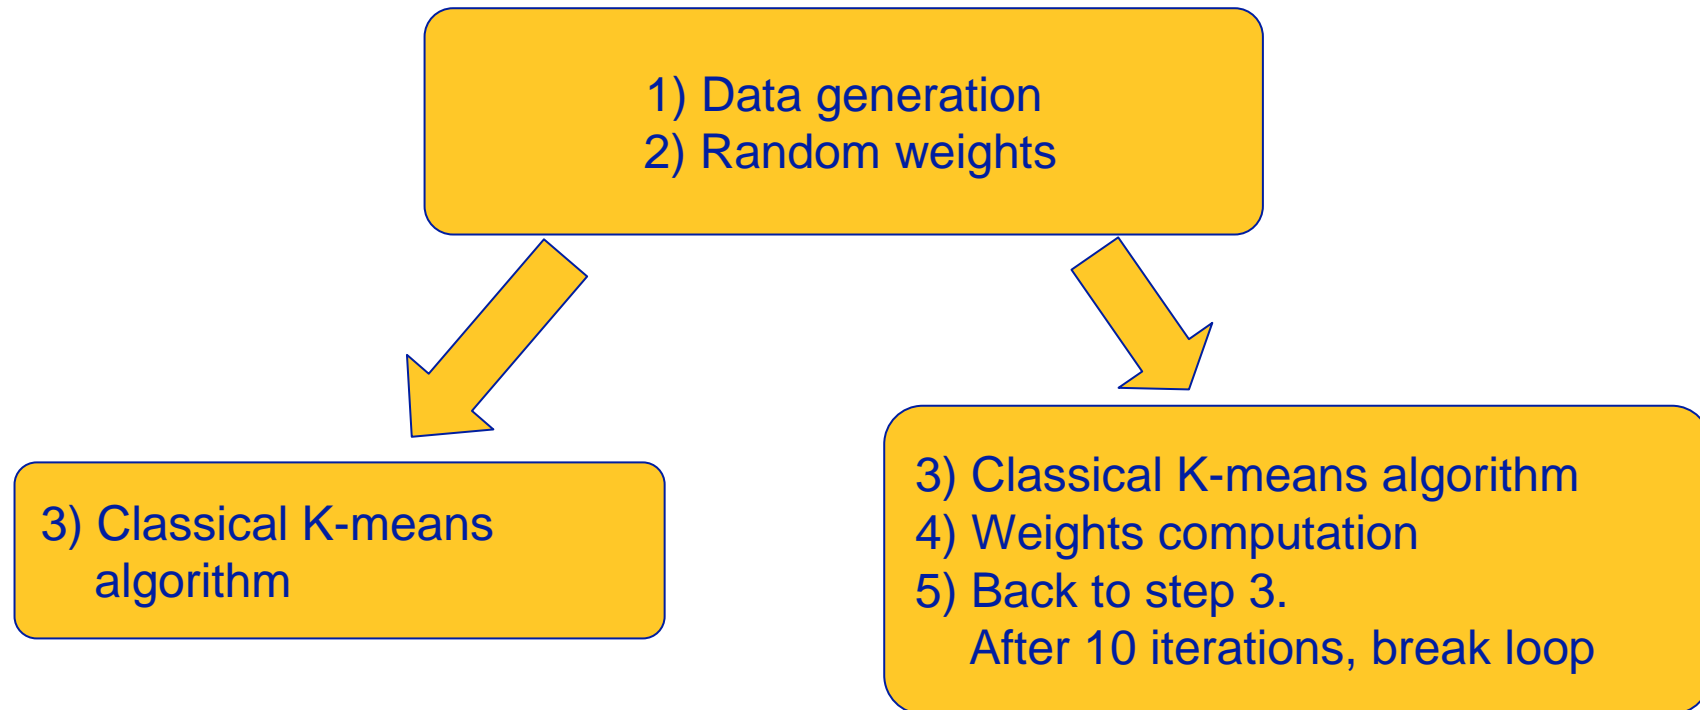 1) Data generation
2) Random weights
3) Classical K-means
algorithm
3) Classical K-means algorithm
4) Weights computation
5) Back to step 3.
After 10 iterations, break loop